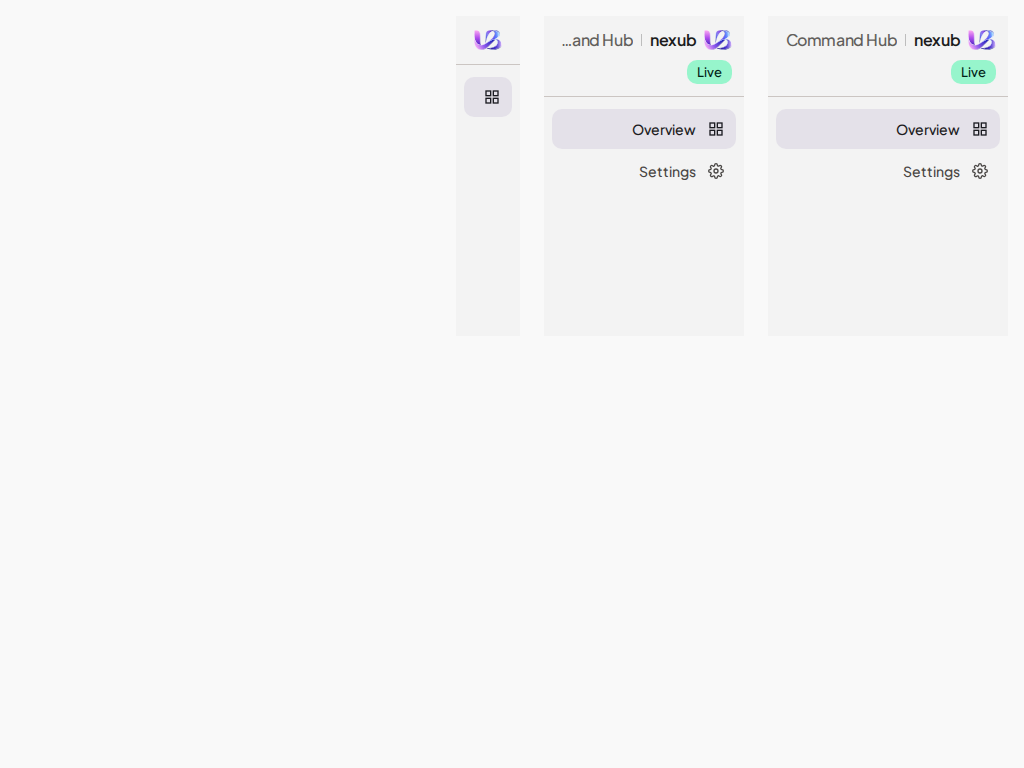 ...and Hub | nexub
Live
Overview
Settings
Command Hub | nexub
Live
Overview
Settings